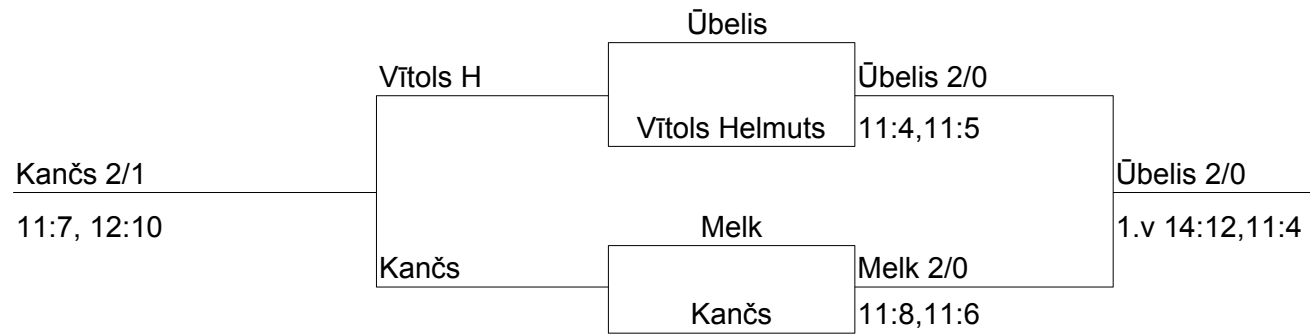 Ūbelis
Vītols H
Ūbelis 2/0
Vītols Helmuts
11:4,11:5
Kančs 2/1
Ūbelis 2/0
11:7, 12:10
Melk
1.v 14:12,11:4
Kančs
Melk 2/0
Kančs
11:8,11:6